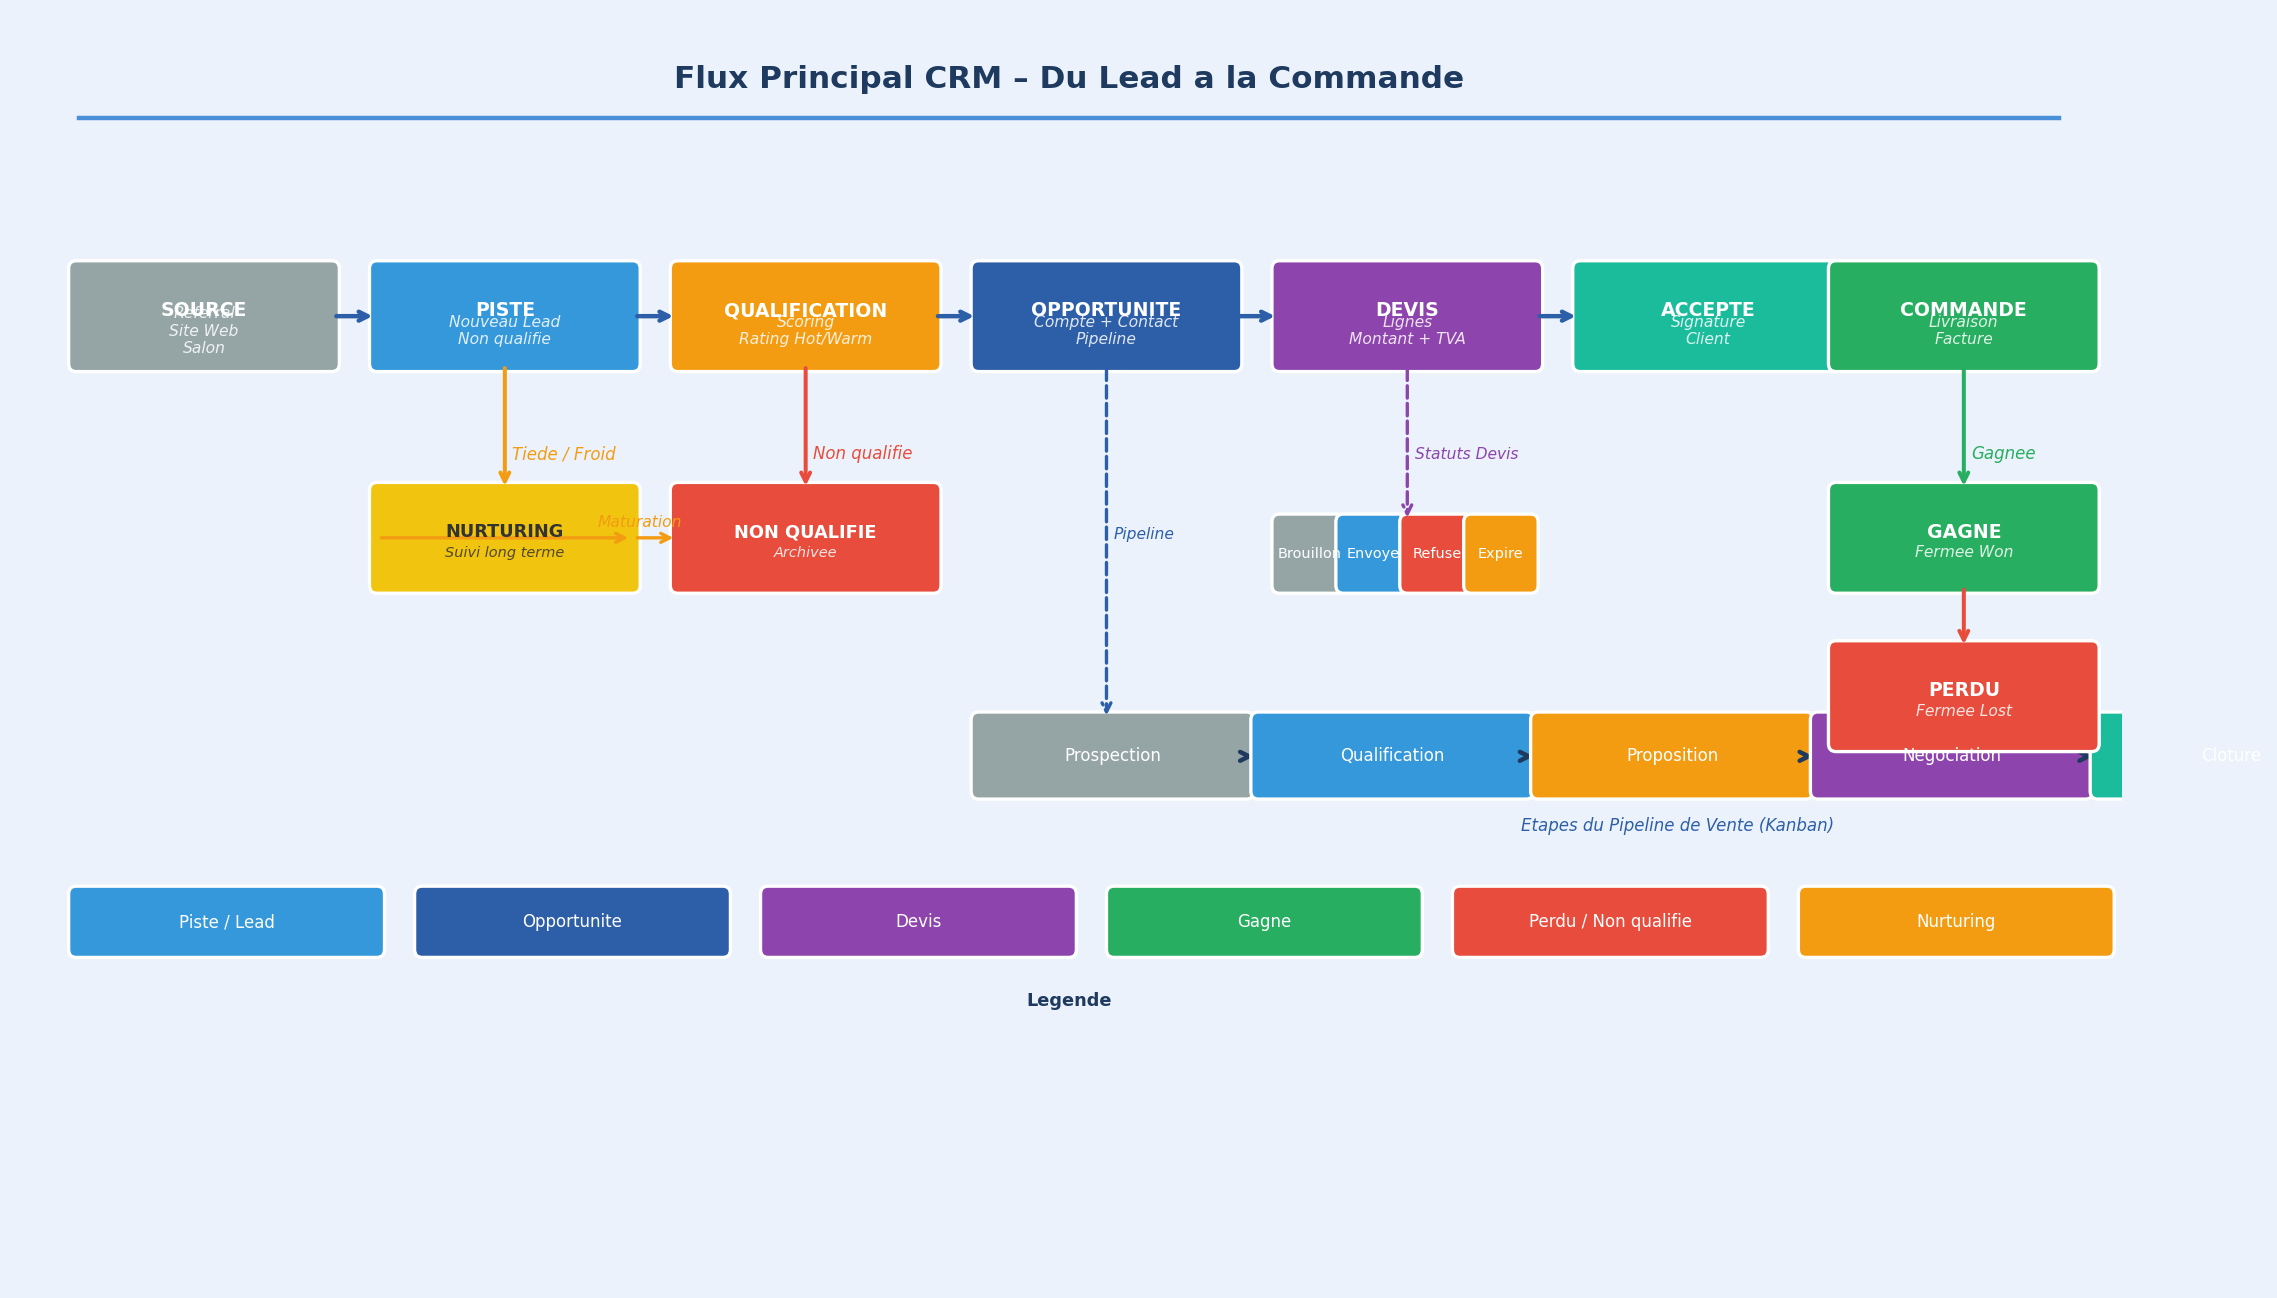 Flux Principal CRM – Du Lead a la Commande
SOURCE
Referral
Site Web
Salon
PISTE
Nouveau Lead
Non qualifie
QUALIFICATION
Scoring
Rating Hot/Warm
OPPORTUNITE
Compte + Contact
Pipeline
DEVIS
Lignes
Montant + TVA
ACCEPTE
Signature
Client
COMMANDE
Livraison
Facture
Tiede / Froid
Non qualifie
Statuts Devis
Gagnee
NURTURING
Suivi long terme
Maturation
NON QUALIFIE
Archivee
Pipeline
Brouillon
Envoye
Refuse
Expire
GAGNE
Fermee Won
PERDU
Fermee Lost
Prospection
Qualification
Proposition
Negociation
Cloture
Etapes du Pipeline de Vente (Kanban)
Piste / Lead
Opportunite
Devis
Gagne
Perdu / Non qualifie
Nurturing
Legende